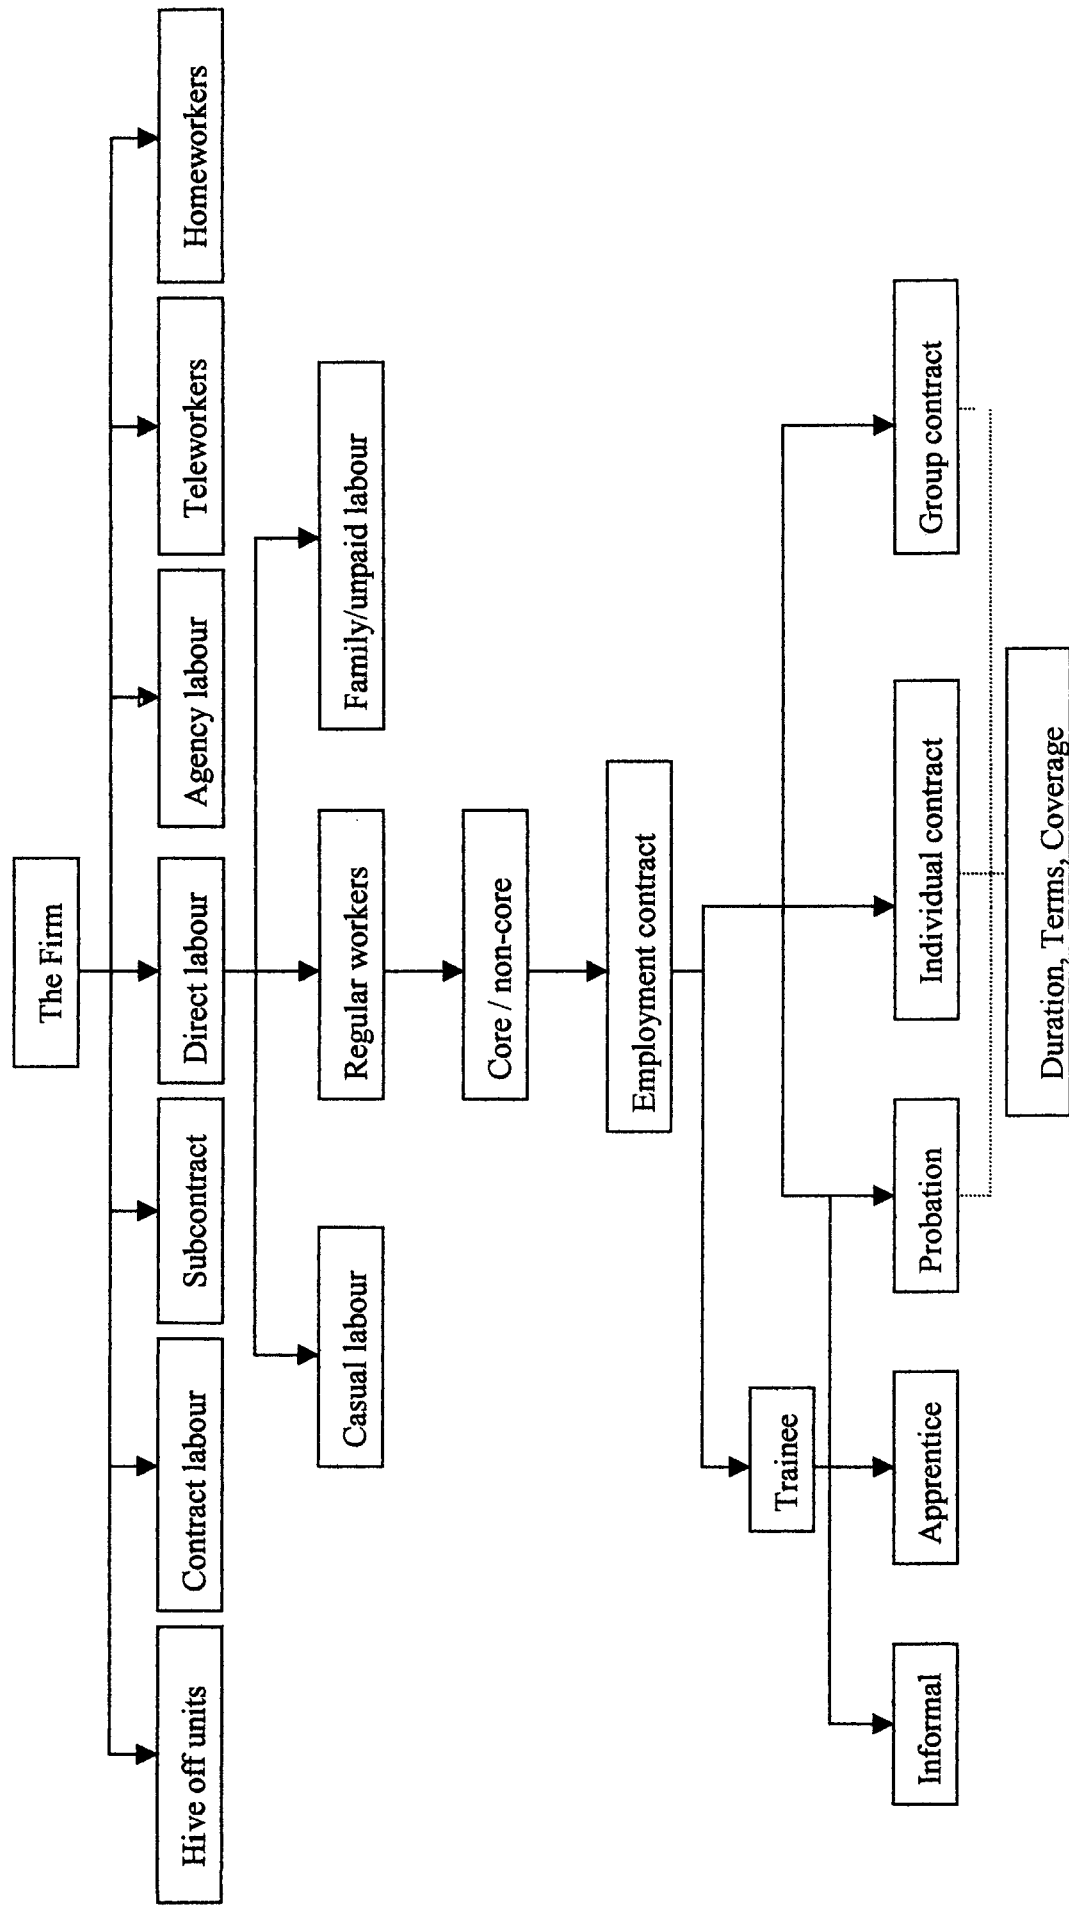 The Firm
Hive off units
Contract labour
Subcontract
Direct labour
Agency labour
Teleworkers
Homeworkers
Casual labour
Regular workers
Family/unpaid labour
Core / non-core
Employment contract
Trainee
Informal
Apprentice
Probation
Individual contract
Group contract
Duration, Terms, Coverage